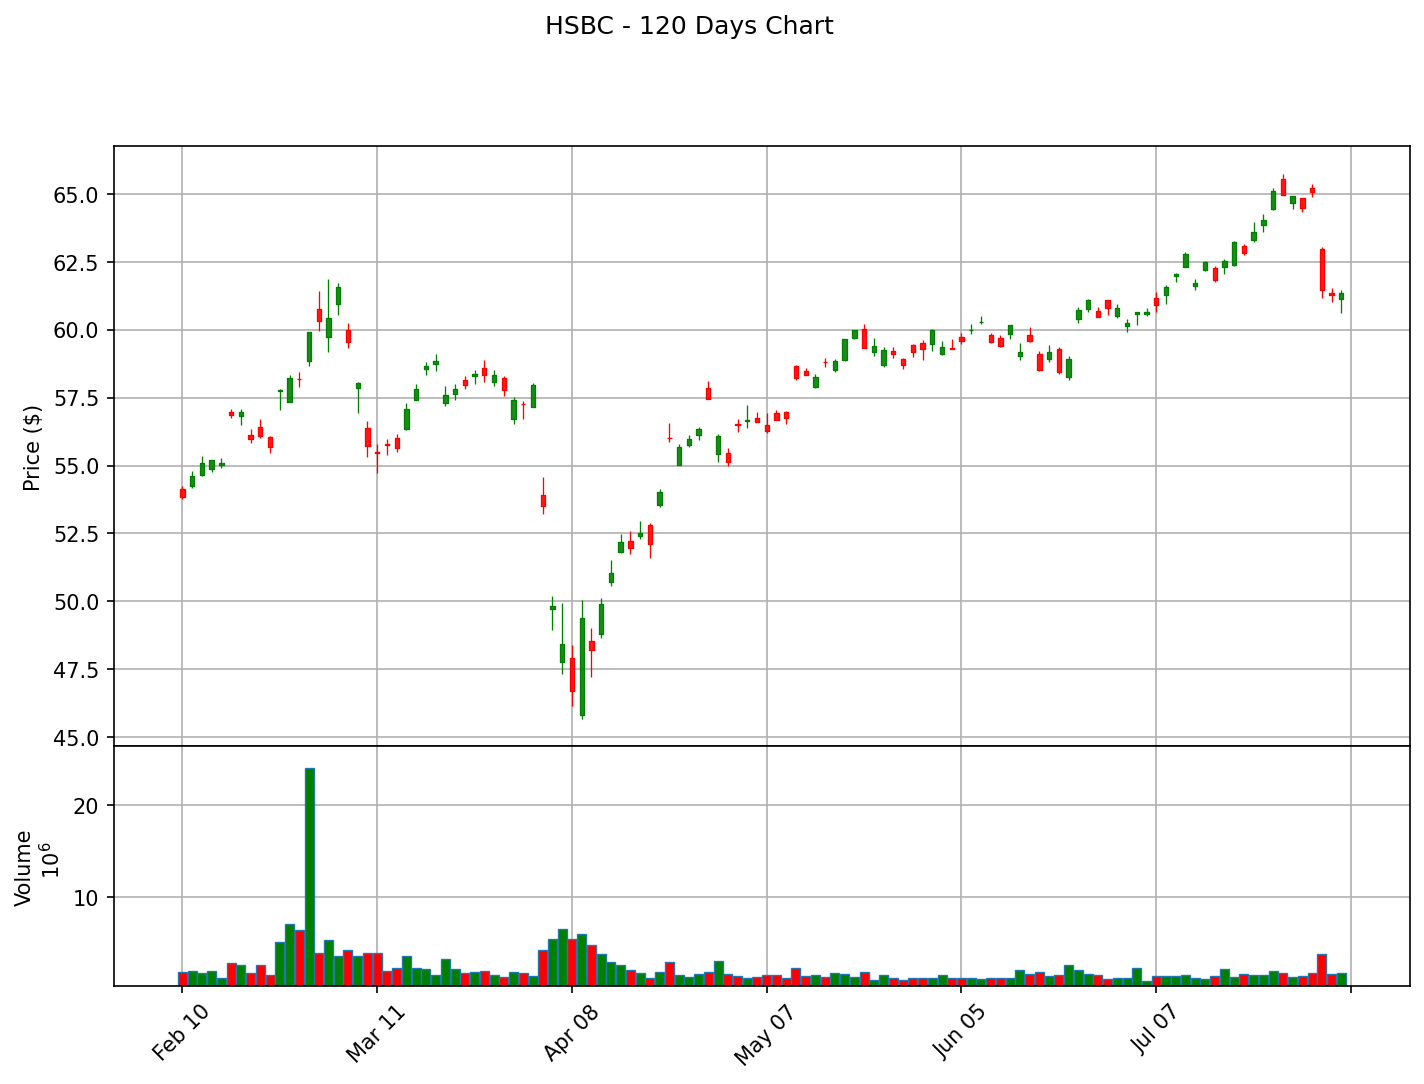 HSBC - 120 Days Chart
Price ($)
65.0
62.5
60.0
57.5
55.0
52.5
50.0
47.5
45.0
Volume
10⁶
20
10
Feb 10
Mar 11
Apr 08
May 07
Jun 05
Jul 07